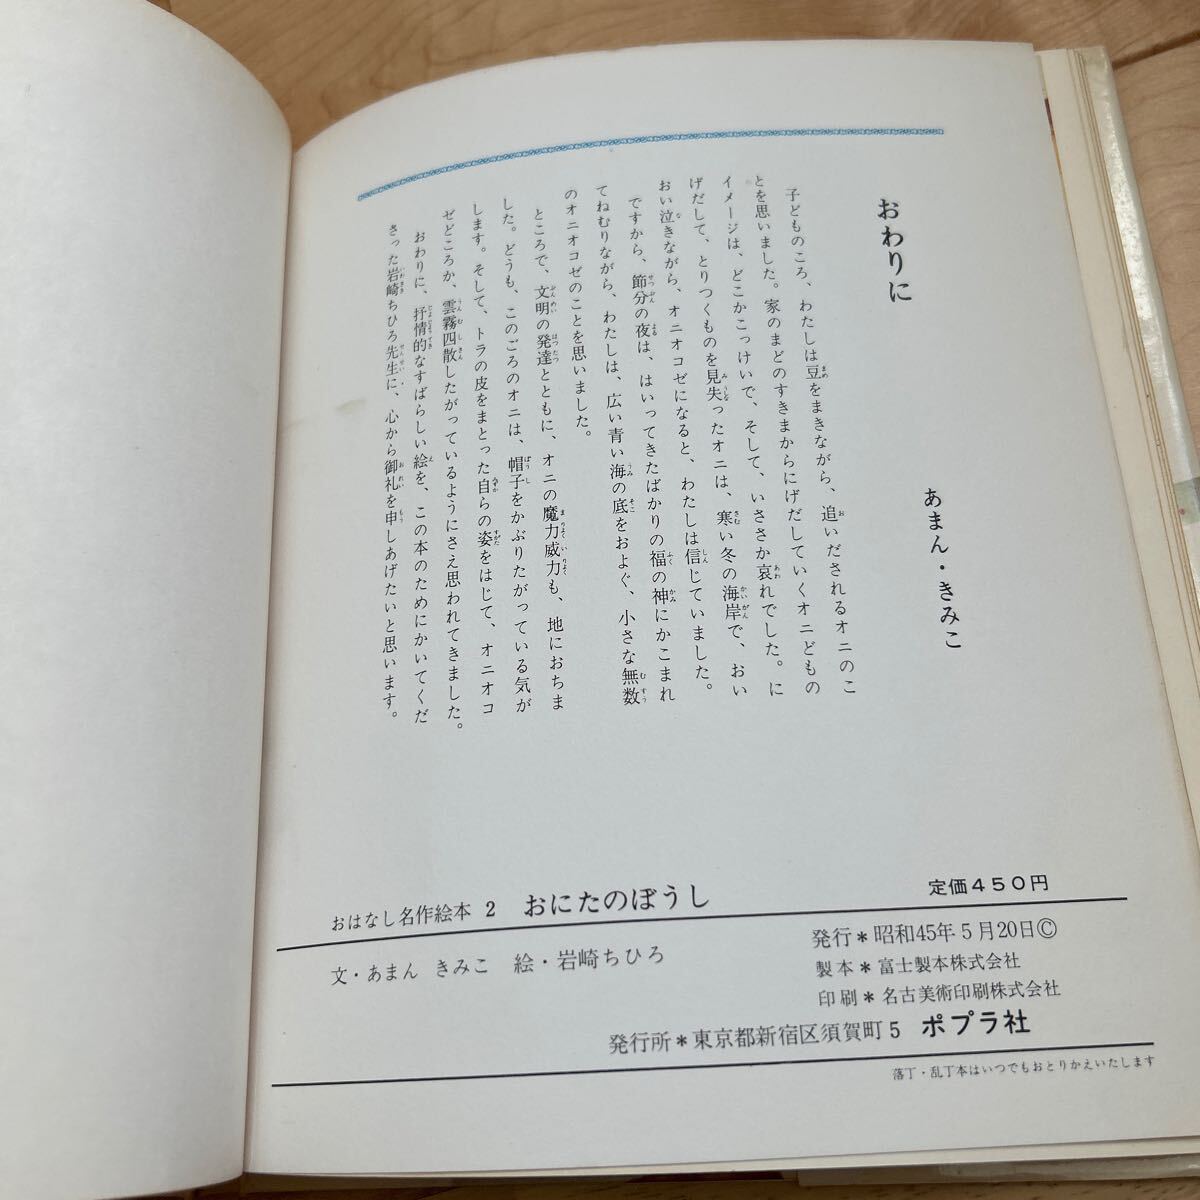 おわりに
あまん・きみこ
子どものころ、わたしは豆をまきながら、追いだされるオニのこ
とを思いました。家のまどのすきまからにげだしていくオニどもの
イメージは、どこかこっけいで、そして、いささか哀れでした。に
げだして、とりつくものを見失ったオニは、寒い冬の海岸で、おい
おい泣きながら、オニオコゼになると、わたしは信じていました。
ですから、節分の夜は、はいってきたばかりの福の神にかこまれ
てねむりながら、わたしは、広い青い海の底をおよぐ、小さな無数
のオニオコゼのことを思いました。
ところで、文明の発達とともに、オニの魔力威力も、地におちま
した。どうも、このごろのオニは、帽子をかぶりたがっている気が
します。そして、トラの皮をまとった自らの姿をはじて、オニオコ
ゼどころか、雲霧四散したがっているようにさえ思われてきました。
おわりに、抒情的なすばらしい絵を、この本のためにかいてくだ
さった岩崎ちひろ先生に、心から御礼を申しあげたいと思います。
定価450円
おはなし名作絵本 2 おにたのぼうし
文・あまん きみこ 絵・岩崎ちひろ
発行＊昭和45年5月20日Ⓒ
製本＊富士製本株式会社
印刷＊名古美術印刷株式会社
発行所＊東京都新宿区須賀町5 ポプラ社
落丁・乱丁本はいつでもおとりかえいたします